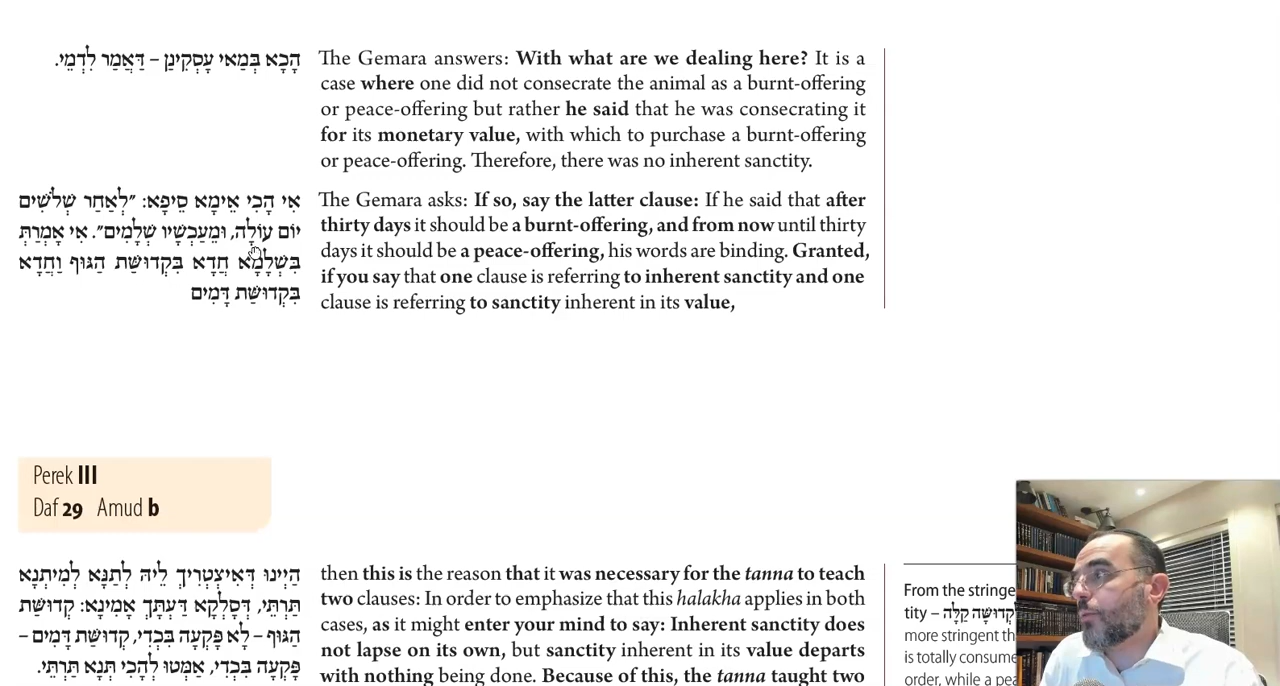 הָכָא בְּמַאי עָסְקִינַן – דַּאֲמַר לִדְמֵי.
The Gemara answers: With what are we dealing here? It is a
case where one did not consecrate the animal as a burnt-offering
or peace-offering but rather he said that he was consecrating it
for its monetary value, with which to purchase a burnt-offering
or peace-offering. Therefore, there was no inherent sanctity.
אִי הָכִי אֵימָא סֵיפָא: "לְאַחַר שְׁלֹשִׁים
יוֹם עוֹלָה, וּמֵעַכְשָׁיו שְׁלָמִים". אִי אָמְרַתְּ
בִּשְׁלָמָא חֲדָא בִּקְדוּשַּׁת הַגּוּף וַחֲדָא
בִּקְדוּשַּׁת דָּמִים
The Gemara asks: If so, say the latter clause: If he said that after
thirty days it should be a burnt-offering, and from now until thirty
days it should be a peace-offering, his words are binding. Granted,
if you say that one clause is referring to inherent sanctity and one
clause is referring to sanctity inherent in its value,
Perek III
Daf 29 Amud b
הַיְינוּ דְּאִיצְטְרִיךְ לֵיהּ לְתַנָּא לְמִיתְנָא
תַּרְתֵּי, דְּסָלְקָא דַּעְתָּךְ אָמֵינָא: קְדוּשַּׁת
הַגּוּף – לָא פָּקְעָה בִּכְדִי, קְדוּשַּׁת דָּמִים –
פָּקְעָה בִּכְדִי, אַמְּטוּ לְהָכִי תְּנָא תַּרְתֵּי.
then this is the reason that it was necessary for the tanna to teach
two clauses: In order to emphasize that this halakha applies in both
cases, as it might enter your mind to say: Inherent sanctity does
not lapse on its own, but sanctity inherent in its value departs
with nothing being done. Because of this, the tanna taught two
From the stringe
tity – קְדוּשָּׁה קַלָּה
more stringent th
is totally consume
order, while a pea